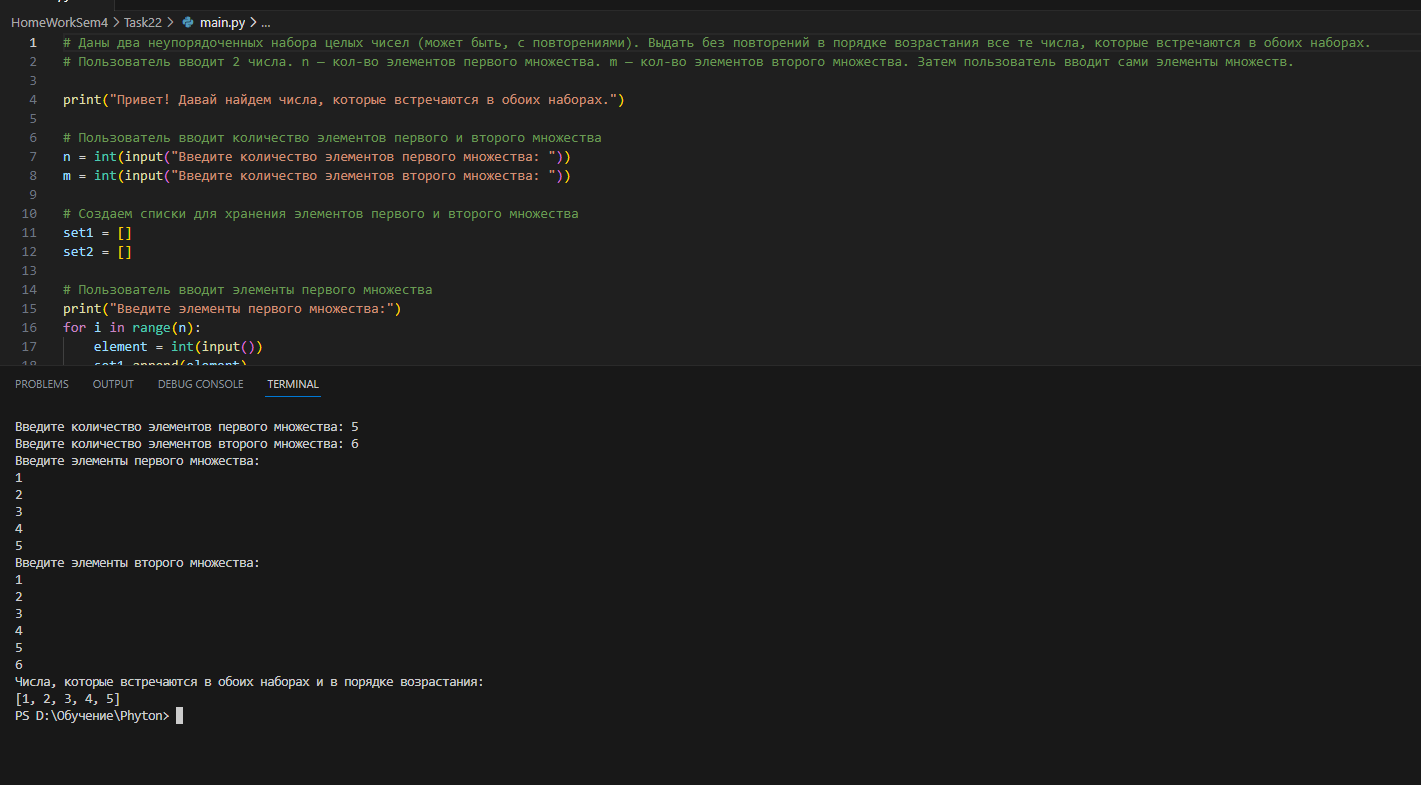 HomeWorkSem4 > Task22 > main.py > ...
1 # Даны два неупорядоченных набора целых чисел (может быть, с повторениями). Выдать без повторений в порядке возрастания все те числа, которые встречаются в обоих наборах.
2 # Пользователь вводит 2 числа. n — кол-во элементов первого множества. m — кол-во элементов второго множества. Затем пользователь вводит сами элементы множеств.
3
4 print("Привет! Давай найдем числа, которые встречаются в обоих наборах.")
5
6 # Пользователь вводит количество элементов первого и второго множества
7 n = int(input("Введите количество элементов первого множества: "))
8 m = int(input("Введите количество элементов второго множества: "))
9
10 # Создаем списки для хранения элементов первого и второго множества
11 set1 = []
12 set2 = []
13
14 # Пользователь вводит элементы первого множества
15 print("Введите элементы первого множества:")
16 for i in range(n):
17 element = int(input())
18 set1.append(element)
PROBLEMS OUTPUT DEBUG CONSOLE TERMINAL
Введите количество элементов первого множества: 5
Введите количество элементов второго множества: 6
Введите элементы первого множества:
1
2
3
4
5
Введите элементы второго множества:
1
2
3
4
5
6
Числа, которые встречаются в обоих наборах и в порядке возрастания:
[1, 2, 3, 4, 5]
PS D:\Обучение\Phyton>